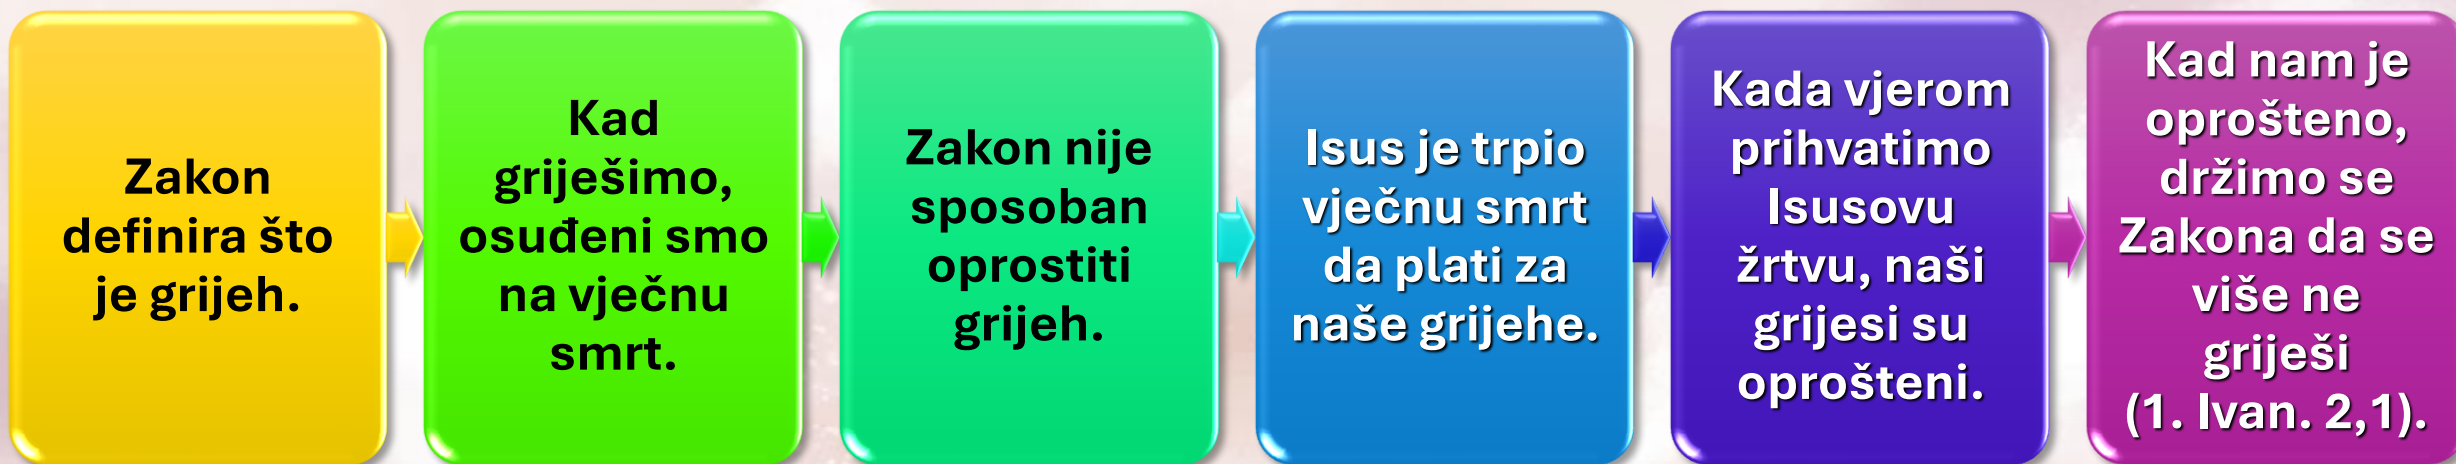 Zakon
definira što
je grijeh.
Kad
griješimo,
osuđeni smo
na vječnu
smrt.
Zakon nije
sposoban
oprostiti
grijeh.
Isus je trpio
vječnu smrt
da plati za
naše grijehe.
Kada vjerom
prihvatimo
Isusovu
žrtvu, naši
grijesi su
oprošteni.
Kad nam je
oprošteno,
držimo se
Zakona da se
više ne
griješi
(1. Ivan. 2,1).